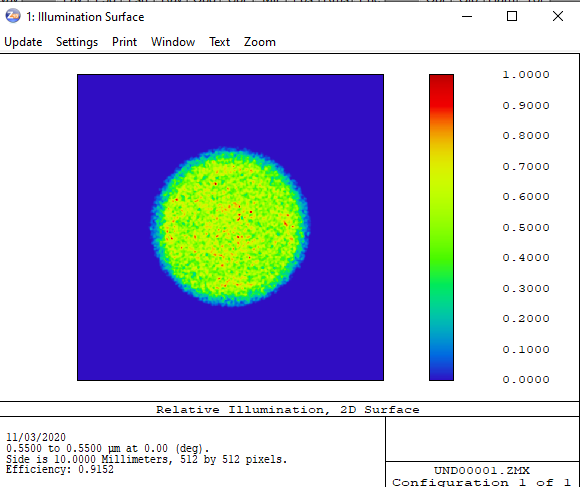 1: Illumination Surface
Update Settings Print Window Text Zoom
1.0000
0.9000
0.8000
0.7000
0.6000
0.5000
0.4000
0.3000
0.2000
0.1000
0.0000
Relative Illumination, 2D Surface
11/03/2020
0.5500 to 0.5500 µm at 0.00 (deg).
Side is 10.0000 Millimeters, 512 by 512 pixels.
Efficiency: 0.9152
UND00001.ZMX
Configuration 1 of 1